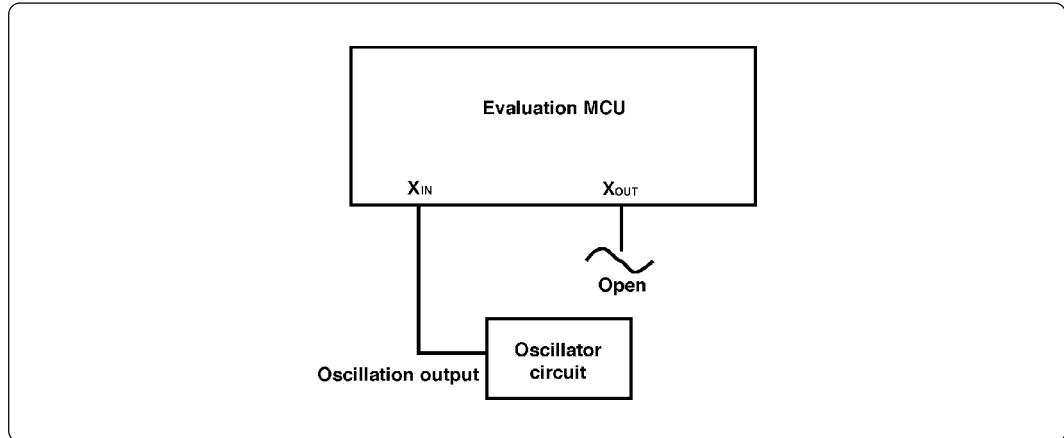 Evaluation MCU
XIN XOUT
Open
Oscillator
circuit
Oscillation output